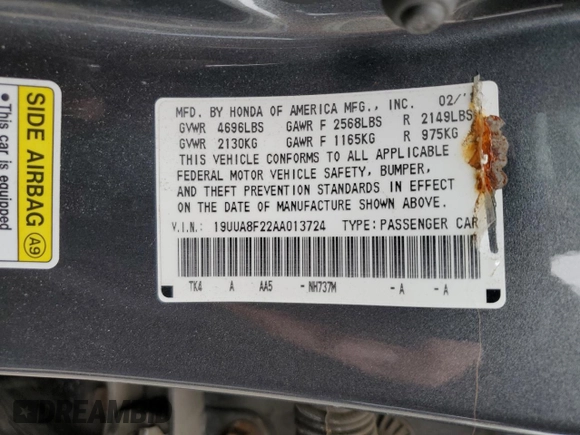 SIDE AIRBAG A9
This car is equipped
MFD. BY HONDA OF AMERICA MFG., INC. 02/
GVWR 4696LBS GAWR F 2568LBS R 2149LBS
GVWR 2130KG GAWR F 1165KG R 975KG
THIS VEHICLE CONFORMS TO ALL APPLICABLE
FEDERAL MOTOR VEHICLE SAFETY, BUMPER,
AND THEFT PREVENTION STANDARDS IN EFFECT
ON THE DATE OF MANUFACTURE SHOWN ABOVE.
V.I.N.: 19UUA8F22AA013724 TYPE: PASSENGER CAR
TK4 A AA5 -NH737M -A -A
DREAMBID